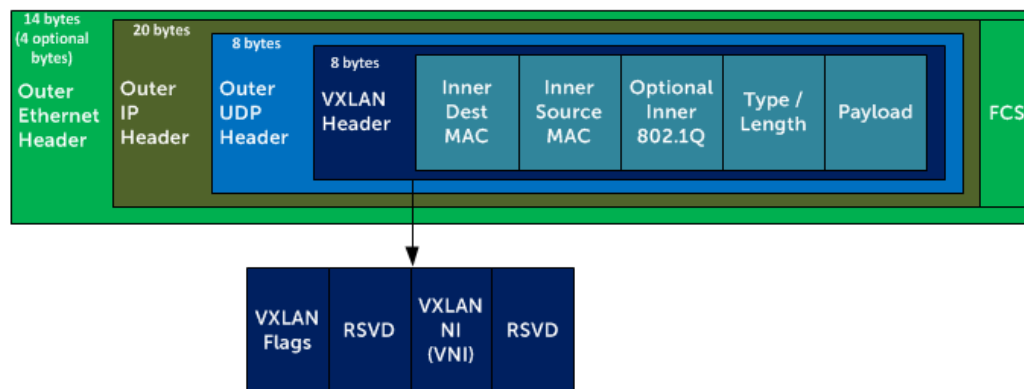 14 bytes
(4 optional
bytes)
20 bytes
8 bytes
8 bytes
Outer
Ethernet
Header
Outer
IP
Header
Outer
UDP
Header
VXLAN
Header
Inner
Dest
MAC
Inner
Source
MAC
Optional
Inner
802.1Q
Type /
Length
Payload
FCS
VXLAN
Flags
RSVD
VXLAN
NI
(VNI)
RSVD